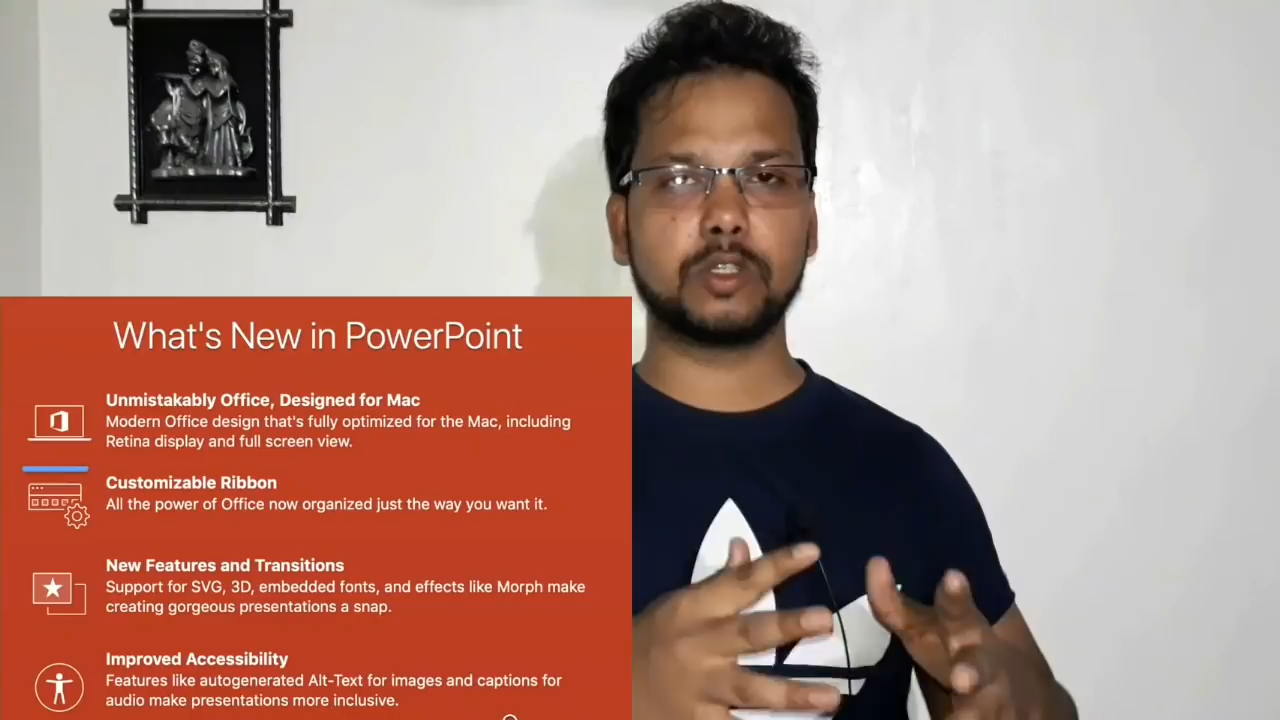 What's New in PowerPoint
Unmistakably Office, Designed for Mac
Modern Office design that's fully optimized for the Mac, including
Retina display and full screen view.
Customizable Ribbon
All the power of Office now organized just the way you want it.
New Features and Transitions
Support for SVG, 3D, embedded fonts, and effects like Morph make
creating gorgeous presentations a snap.
Improved Accessibility
Features like autogenerated Alt-Text for images and captions for
audio make presentations more inclusive.